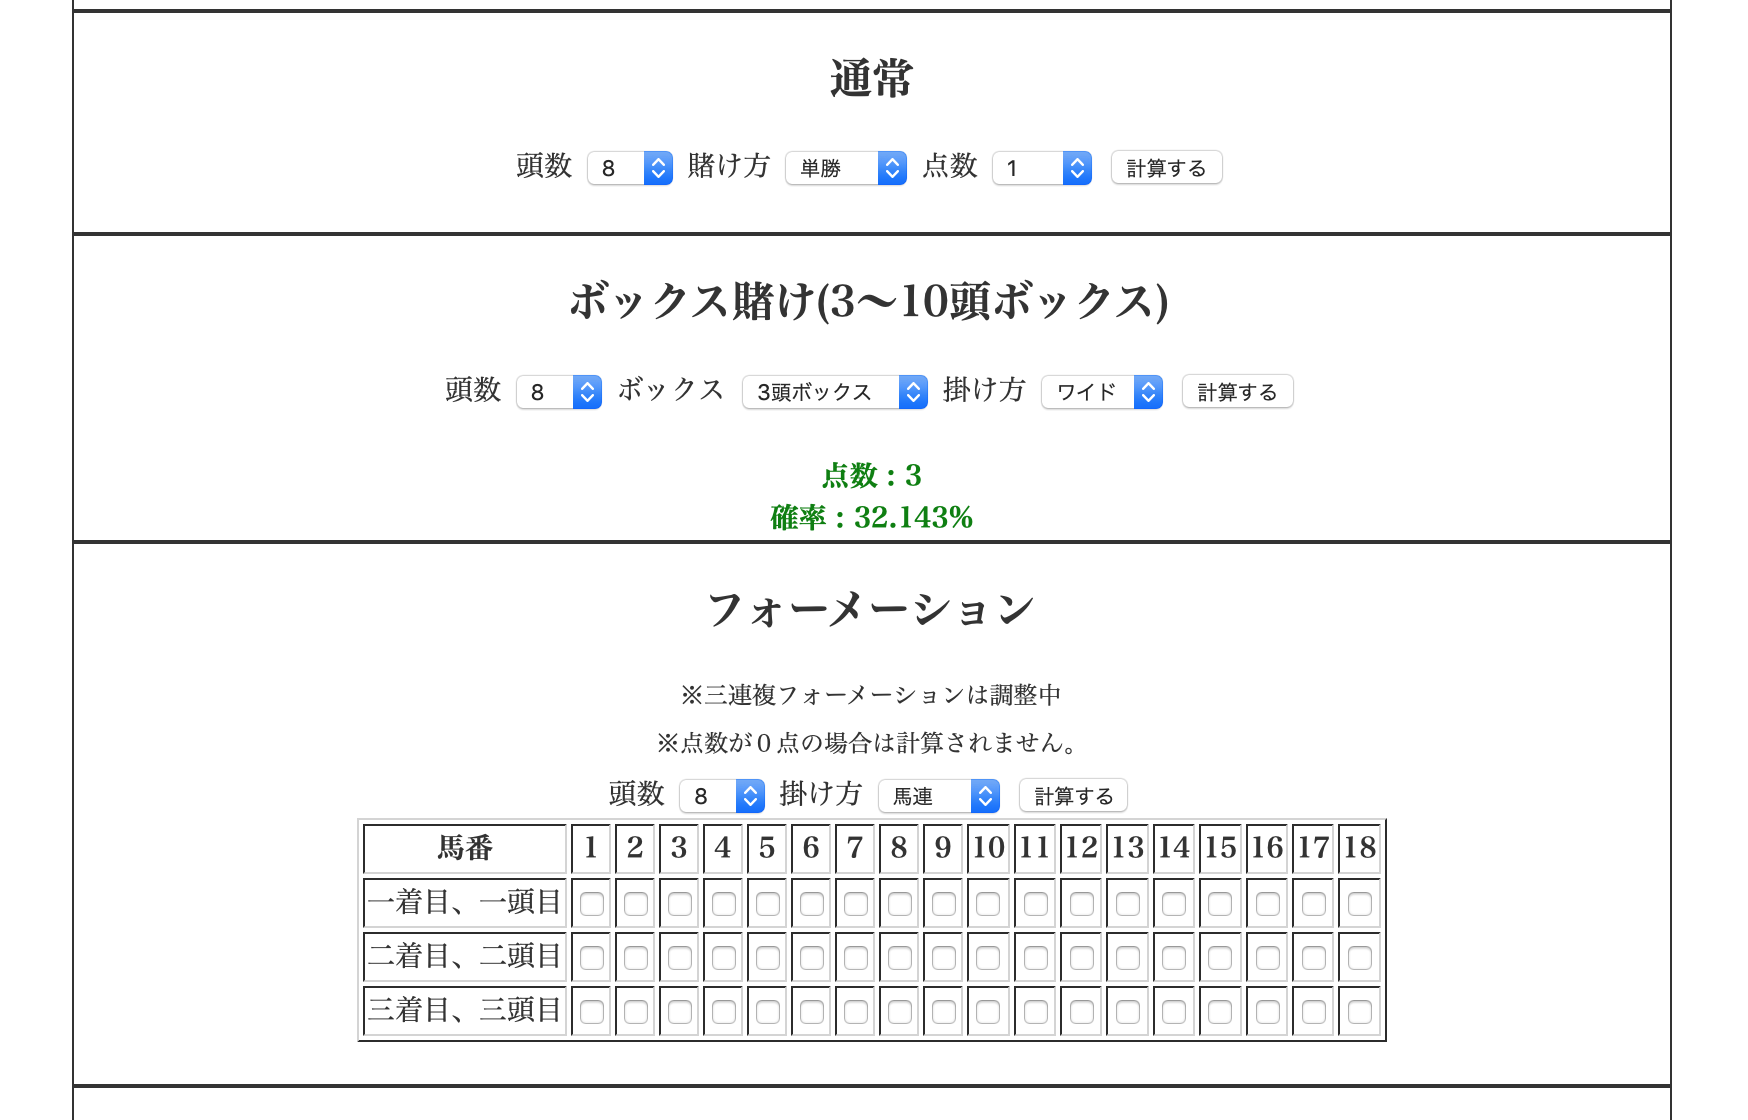 通常
頭数 8 賭け方 単勝 点数 1 計算する
ボックス賭け(3〜10頭ボックス)
頭数 8 ボックス 3頭ボックス 掛け方 ワイド 計算する
点数 : 3
確率 : 32.143%
フォーメーション
※三連複フォーメーションは調整中
※点数が０点の場合は計算されません。
頭数 8 掛け方 馬連 計算する
馬番 1 2 3 4 5 6 7 8 9 10 11 12 13 14 15 16 17 18
一着目、一頭目
二着目、二頭目
三着目、三頭目